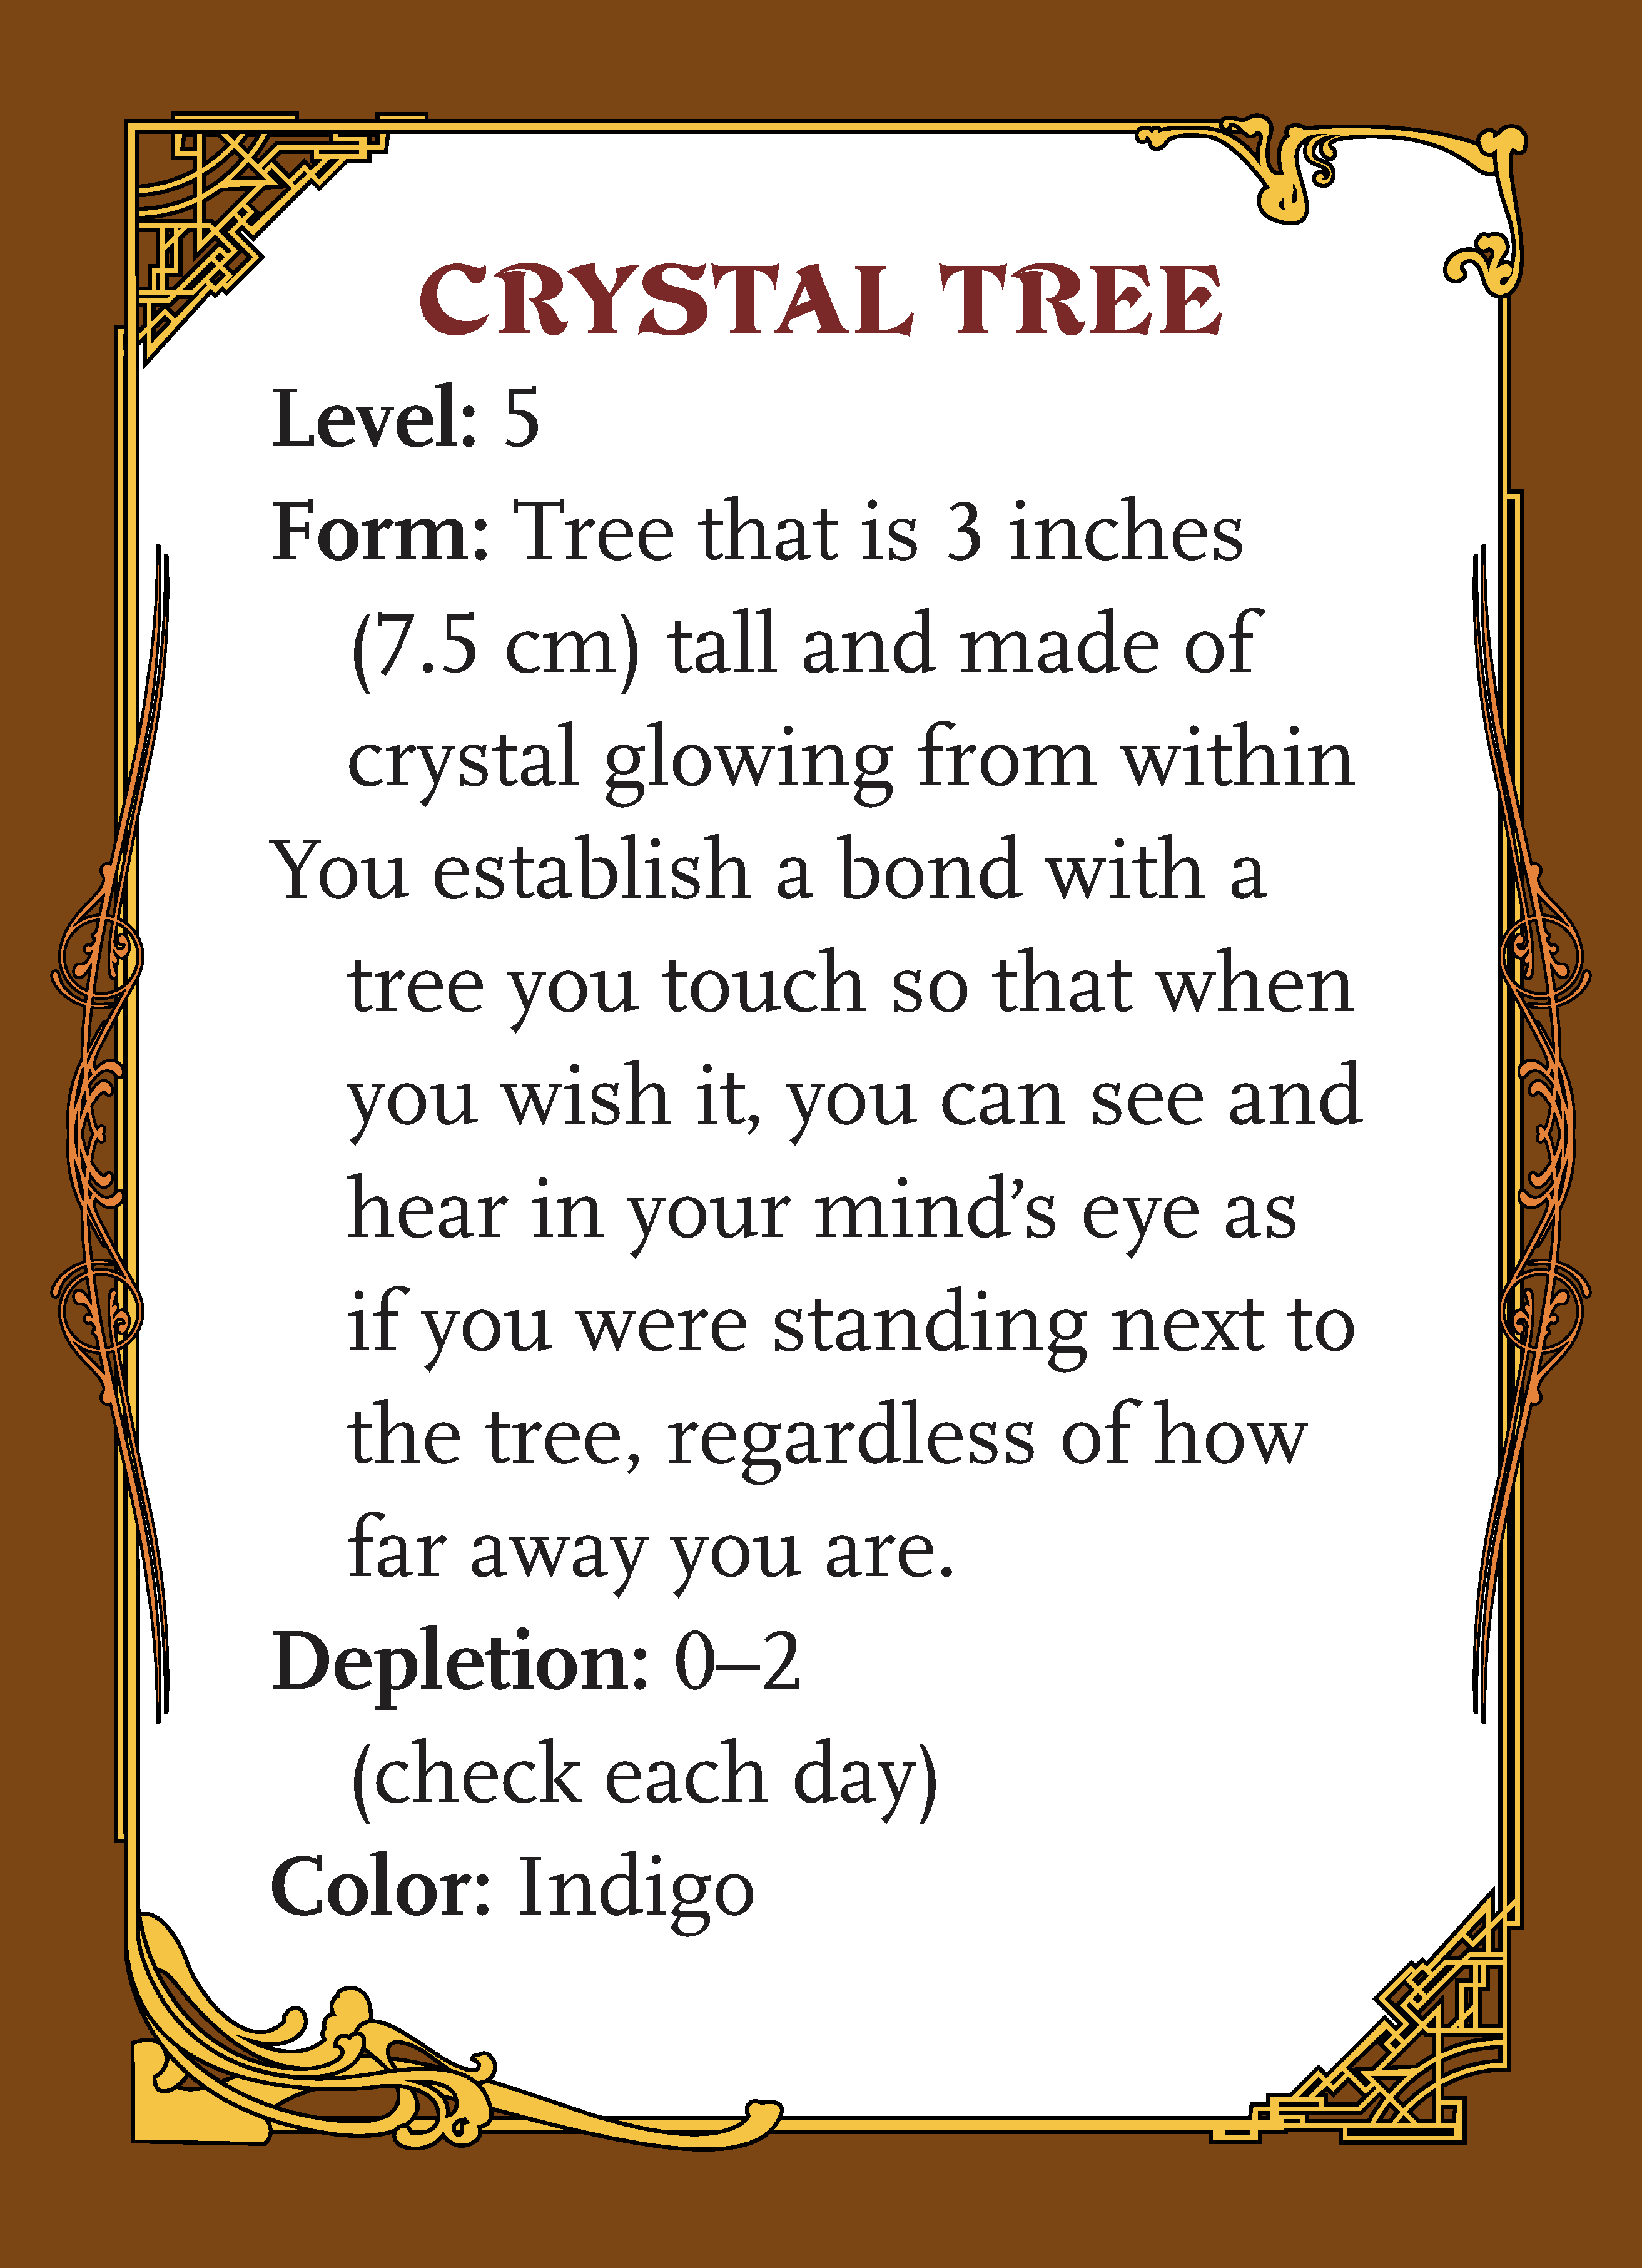 CRYSTAL TREE
Level: 5
Form: Tree that is 3 inches
(7.5 cm) tall and made of
crystal glowing from within
You establish a bond with a
tree you touch so that when
you wish it, you can see and
hear in your mind’s eye as
if you were standing next to
the tree, regardless of how
far away you are.
Depletion: 0–2
(check each day)
Color: Indigo